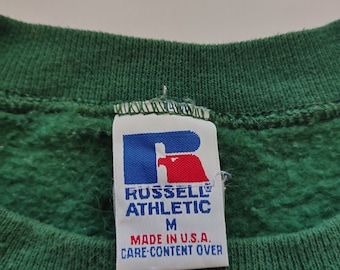 R
RUSSELL
ATHLETIC
M
MADE IN U.S.A.
CARE-CONTENT OVER